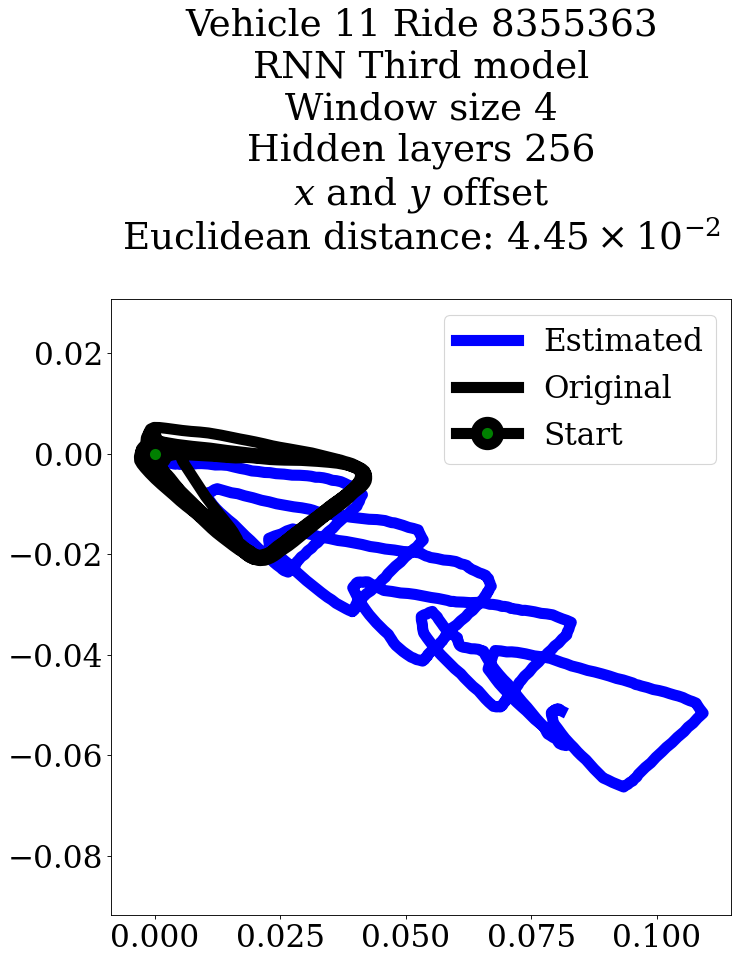 Vehicle 11 Ride 8355363
RNN Third model
Window size 4
Hidden layers 256
x and y offset
Euclidean distance: 4.45 × 10⁻²
Estimated
Original
Start
0.02
0.00
−0.02
−0.04
−0.06
−0.08
0.000 0.025 0.050 0.075 0.100